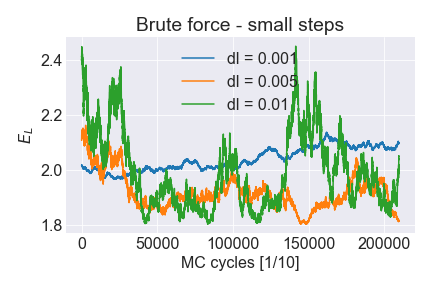 Brute force - small steps
dl = 0.001
dl = 0.005
dl = 0.01
E_L
2.4
2.2
2.0
1.8
0 50000 100000 150000 200000
MC cycles [1/10]